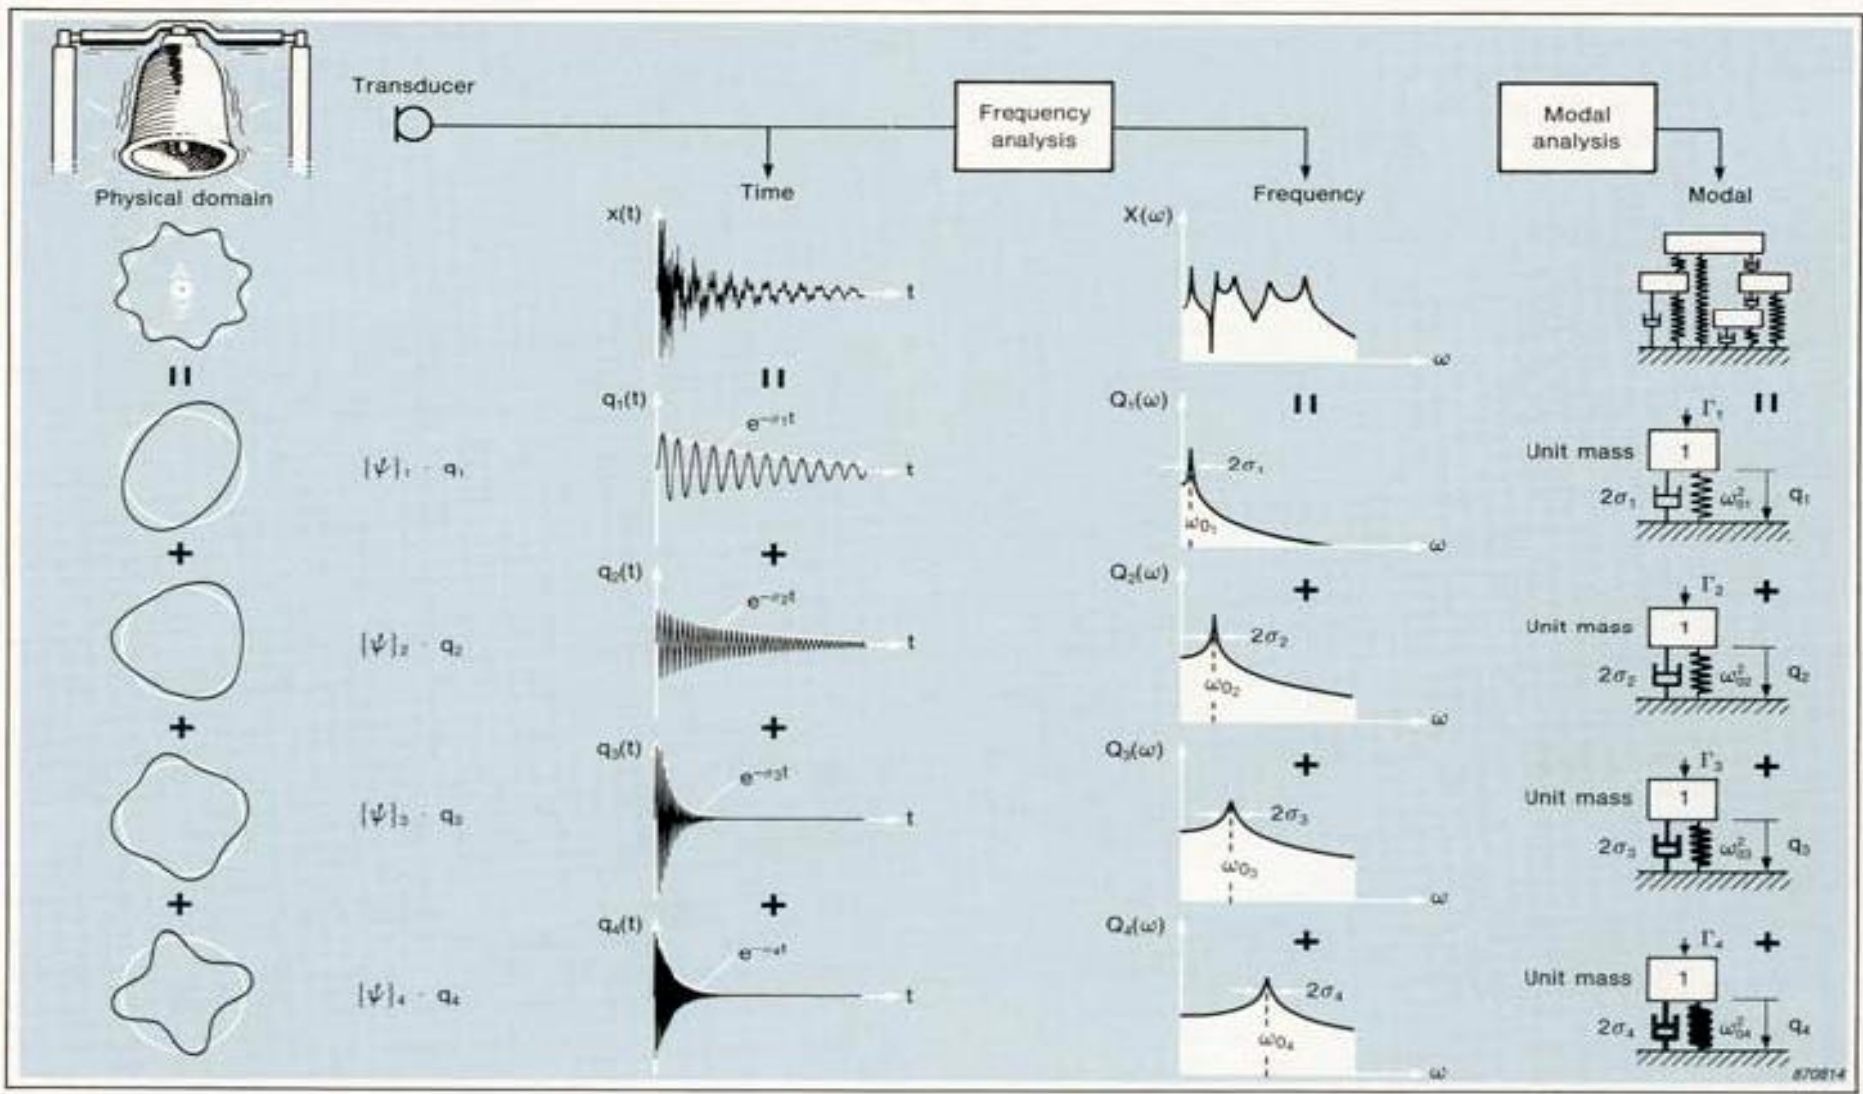 Transducer
Frequency
analysis
Modal
analysis
Physical domain
Time
Frequency
Modal
x(t)
t
X(ω)
ω
q₁(t)
e⁻σ₁t
t
Q₁(ω)
2σ₁
ω₀₁
ω
Γ₁
Unit mass
1
2σ₁
ω²₀₁
q₁
{ψ}₁ · q₁
+
+
q₂(t)
e⁻σ₂t
t
Q₂(ω)
+
2σ₂
ω₀₂
ω
Γ₂
+
Unit mass
1
2σ₂
ω²₀₂
q₂
{ψ}₂ · q₂
+
+
q₃(t)
e⁻σ₃t
t
Q₃(ω)
+
2σ₃
ω₀₃
ω
Γ₃
+
Unit mass
1
2σ₃
ω²₀₃
q₃
{ψ}₃ · q₃
+
+
q₄(t)
t
Q₄(ω)
+
2σ₄
ω₀₄
ω
Γ₄
+
Unit mass
1
2σ₄
ω²₀₄
q₄
{ψ}₄ · q₄
870814